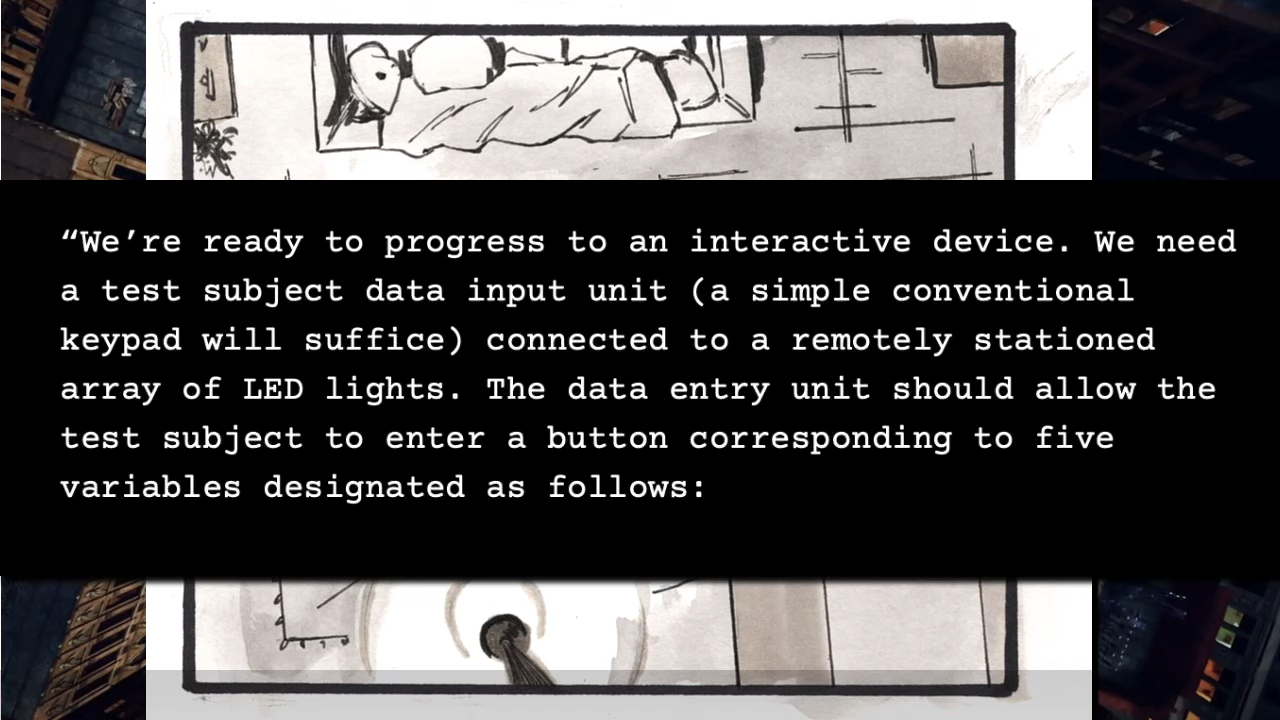 “We’re ready to progress to an interactive device. We need
a test subject data input unit (a simple conventional
keypad will suffice) connected to a remotely stationed
array of LED lights. The data entry unit should allow the
test subject to enter a button corresponding to five
variables designated as follows: